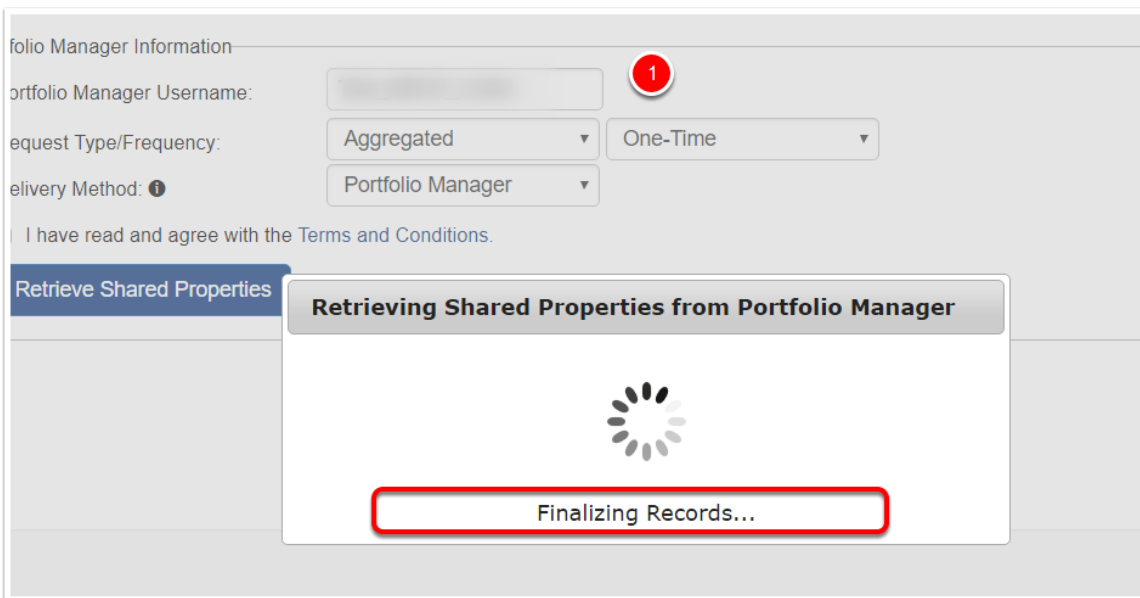 folio Manager Information
ortfolio Manager Username:
1
equest Type/Frequency: Aggregated One-Time
elivery Method: Portfolio Manager
I have read and agree with the Terms and Conditions.
Retrieve Shared Properties
Retrieving Shared Properties from Portfolio Manager
Finalizing Records...